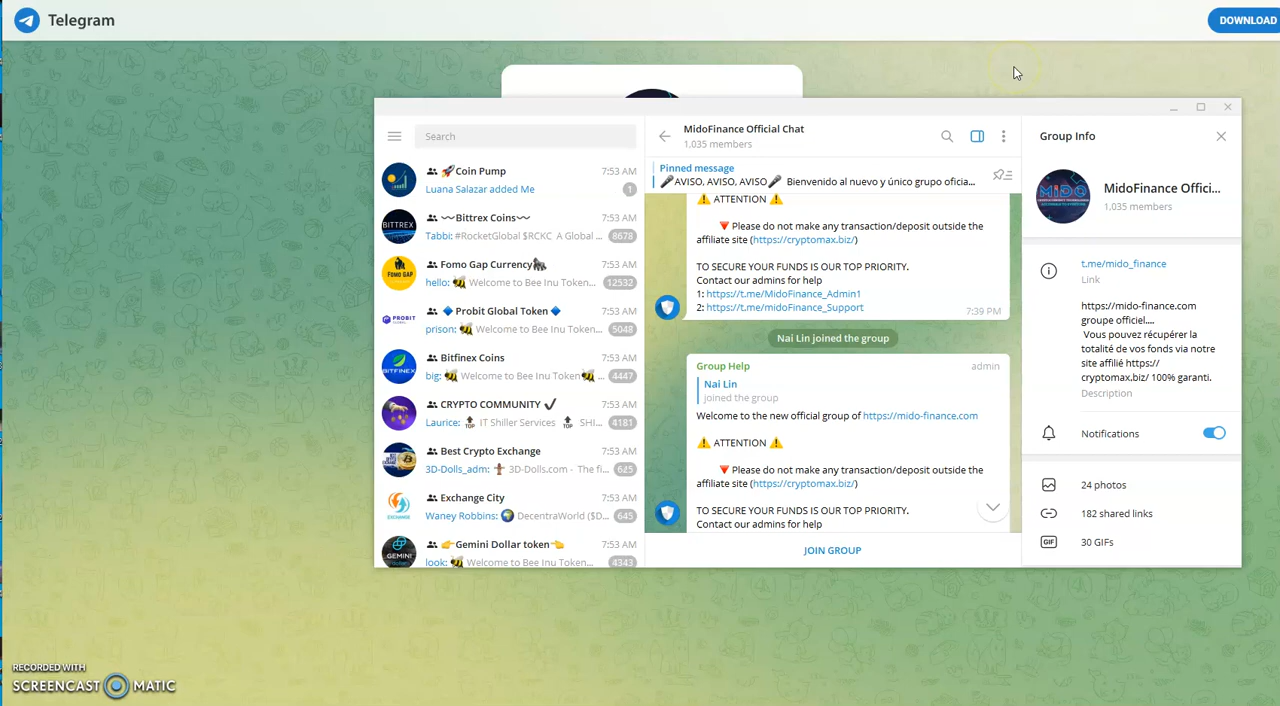 Telegram
DOWNLOAD
Search
🚀Coin Pump
7:53 AM
Luana Salazar added Me
1
BITTREX
〰Bittrex Coins〰
7:53 AM
Tabbi: #RocketGlobal $RCKC A Global ...
8678
FOMO GAP
Fomo Gap Currency🦍
7:53 AM
hello: 🐝 Welcome to Bee Inu Token...
12532
PROBIT
🔷 Probit Global Token 🔷
7:53 AM
prison: 🐝 Welcome to Bee Inu Token...
5048
BITFINEX
Bitfinex Coins
7:53 AM
big: 🐝 Welcome to Bee Inu Token🐝 ...
4447
CRYPTO COMMUNITY ✔
7:53 AM
Laurice: 🔝 IT Shiller Services 🔝 SHI...
4181
Best Crypto Exchange
7:53 AM
3D-Dolls_adm: 3D-Dolls.com - The fi...
625
EXCHANGE
Exchange City
7:53 AM
Waney Robbins: 🌍 DecentraWorld ($D...
645
GEMINI
👉Gemini Dollar token👈
7:53 AM
look: 🐝 Welcome to Bee Inu Token...
4343
MidoFinance Official Chat
1,035 members
Pinned message
🎤AVISO, AVISO, AVISO🎤 Bienvenido al nuevo y único grupo oficia...
⚠️ ATTENTION ⚠️
🔻 Please do not make any transaction/deposit outside the
affiliate site (https://cryptomax.biz/)
TO SECURE YOUR FUNDS IS OUR TOP PRIORITY.
Contact our admins for help
1: https://t.me/MidoFinance_Admin1
2: https://t.me/midoFinance_Support
7:39 PM
Nai Lin joined the group
Group Help
admin
Nai Lin
joined the group
Welcome to the new official group of https://mido-finance.com
⚠️ ATTENTION ⚠️
🔻 Please do not make any transaction/deposit outside the
affiliate site (https://cryptomax.biz/)
TO SECURE YOUR FUNDS IS OUR TOP PRIORITY.
Contact our admins for help
JOIN GROUP
Group Info
MIDO
MidoFinance Offici...
1,035 members
t.me/mido_finance
Link
https://mido-finance.com
groupe officiel....
Vous pouvez récupérer la
totalité de vos fonds via notre
site affilié https://
cryptomax.biz/ 100% garanti.
Description
Notifications
24 photos
182 shared links
GIF
30 GIFs
RECORDED WITH
SCREENCAST MATIC